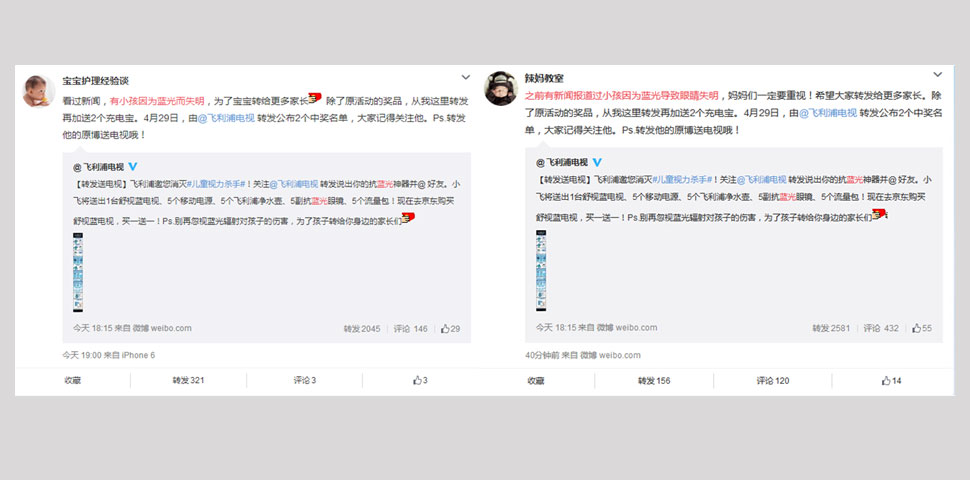 宝宝护理经验谈
看过新闻，有小孩因为蓝光而失明，为了宝宝转给更多家长 除了原活动的奖品，从我这里转发
再加送2个充电宝。4月29日，由@飞利浦电视 转发公布2个中奖名单，大家记得关注他。Ps.转发
他的原博送电视哦！
@飞利浦电视
【转发送电视】飞利浦邀您消灭#儿童视力杀手#！关注@飞利浦电视 转发说出你的抗蓝光神器并@ 好友。小
飞将送出1台舒视蓝电视、5个移动电源、5个飞利浦净水壶、5副抗蓝光眼镜、5个流量包！现在去京东购买
舒视蓝电视，买一送一！Ps.别再忽视蓝光辐射对孩子的伤害，为了孩子转给你身边的家长们
今天 18:15 来自 微博 weibo.com
转发 2045 评论 146 29
今天 19:00 来自 iPhone 6
收藏 转发 321 评论 3 3
辣妈教室
之前有新闻报道过小孩因为蓝光导致眼睛失明，妈妈们一定要重视！希望大家转发给更多家长。除
了原活动的奖品，从我这里转发再加送2个充电宝。4月29日，由@飞利浦电视 转发公布2个中奖名
单，大家记得关注他。Ps.转发他的原博送电视哦！
@飞利浦电视
【转发送电视】飞利浦邀您消灭#儿童视力杀手#！关注@飞利浦电视 转发说出你的抗蓝光神器并@ 好友。小
飞将送出1台舒视蓝电视、5个移动电源、5个飞利浦净水壶、5副抗蓝光眼镜、5个流量包！现在去京东购买
舒视蓝电视，买一送一！Ps.别再忽视蓝光辐射对孩子的伤害，为了孩子转给你身边的家长们
今天 18:15 来自 微博 weibo.com
转发 2581 评论 432 55
40分钟前 来自 微博 weibo.com
收藏 转发 156 评论 120 14